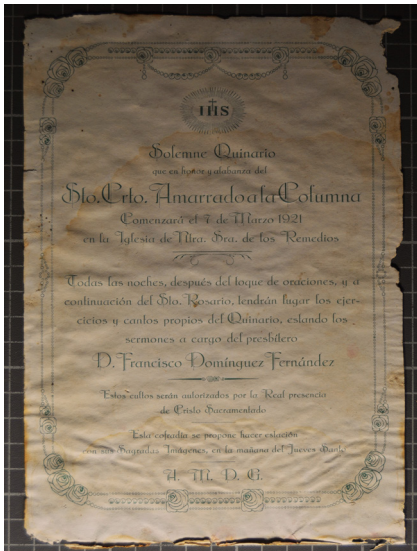 IHS
Solemne Quinario
que en honor y alabanza del
Sto. Crto. Amarrado a la Columna
Comenzará el 7 de Marzo 1921
en la Iglesia de Ntra. Sra. de los Remedios
Todas las noches, después del toque de oraciones, y a
continuación del Sto. Rosario, tendrán lugar los ejer-
cicios y cantos propios del Quinario, estando los
sermones a cargo del presbítero
D. Francisco Domínguez Fernández
Estos cultos serán autorizados por la Real presencia
de Cristo Sacramentado
Esta cofradía se propone hacer estación
con sus Sagradas Imágenes, en la mañana del Jueves Santo
A. M. D. G.